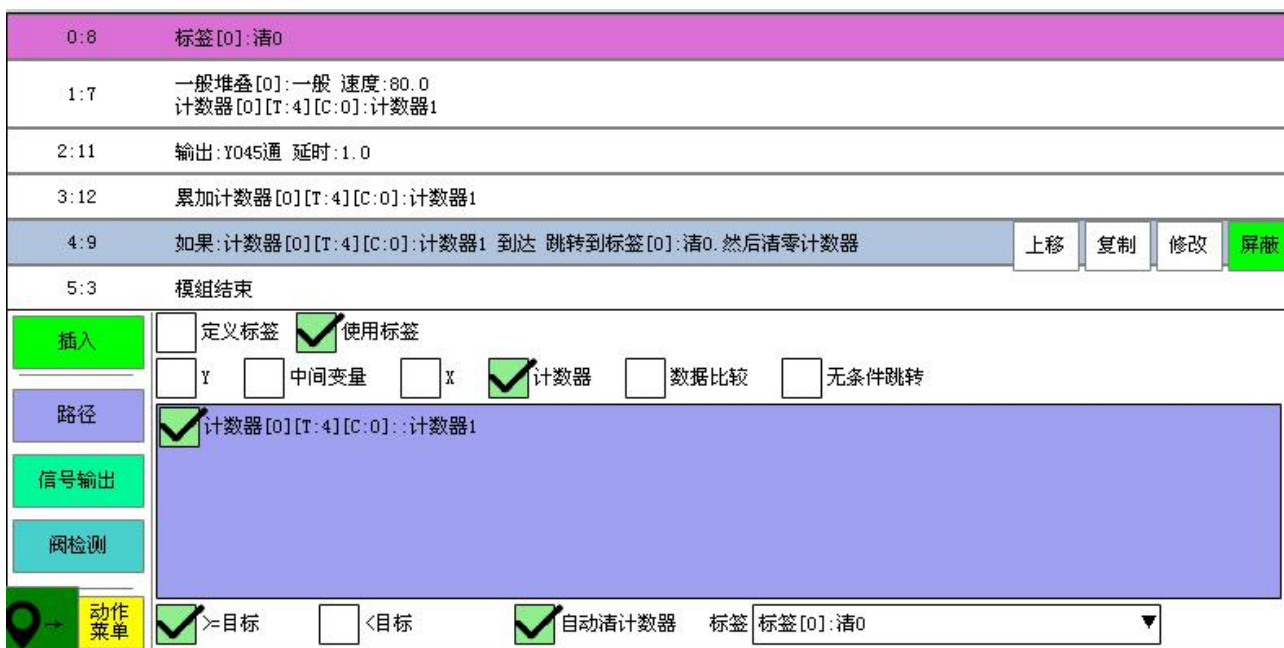 0:8 标签[0]:清0
1:7 一般堆叠[0]:一般 速度:80.0
计数器[0][T:4][C:0]:计数器1
2:11 输出:Y045通 延时:1.0
3:12 累加计数器[0][T:4][C:0]:计数器1
4:9 如果:计数器[0][T:4][C:0]:计数器1 到达 跳转到标签[0]:清0.然后清零计数器 上移 复制 修改 屏蔽
5:3 模组结束
插入 定义标签 使用标签
Y 中间变量 X 计数器 数据比较 无条件跳转
路径 计数器[0][T:4][C:0]::计数器1
信号输出
阀检测
动作
菜单
→ >=目标 <目标 自动清计数器 标签 标签[0]:清0 ▼